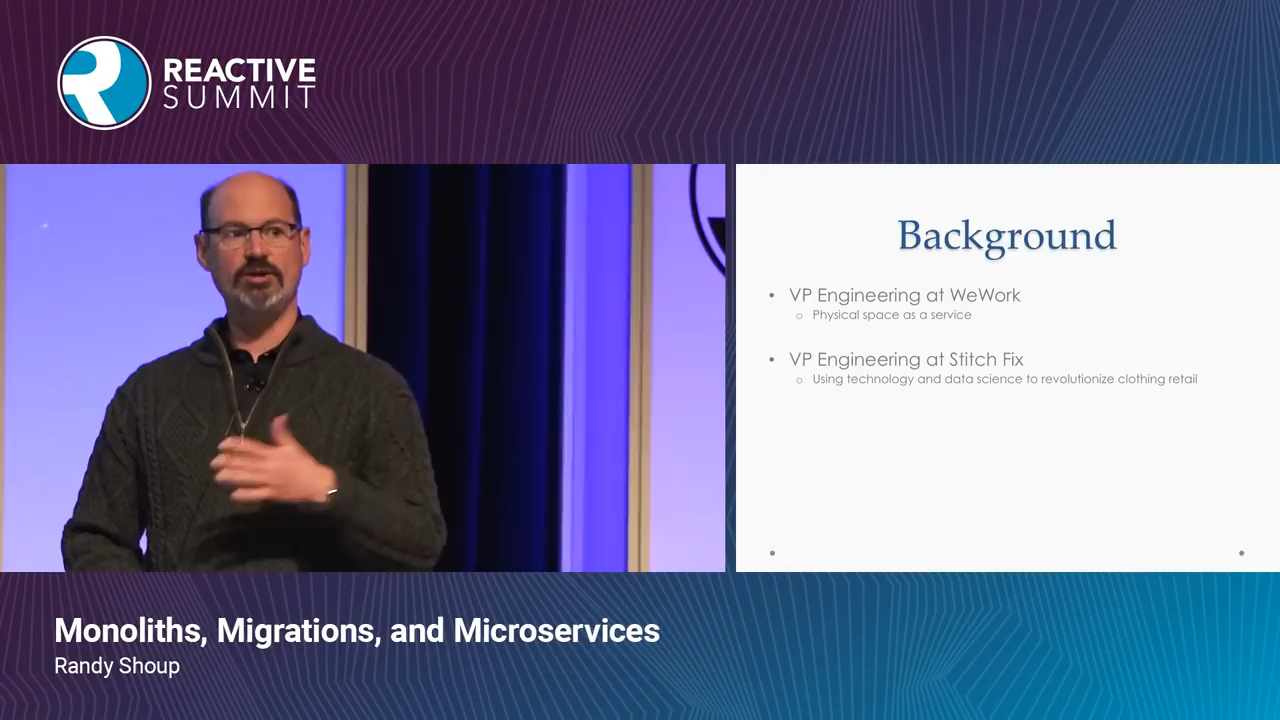 REACTIVE
SUMMIT
Background
• VP Engineering at WeWork
○ Physical space as a service
• VP Engineering at Stitch Fix
○ Using technology and data science to revolutionize clothing retail
Monoliths, Migrations, and Microservices
Randy Shoup